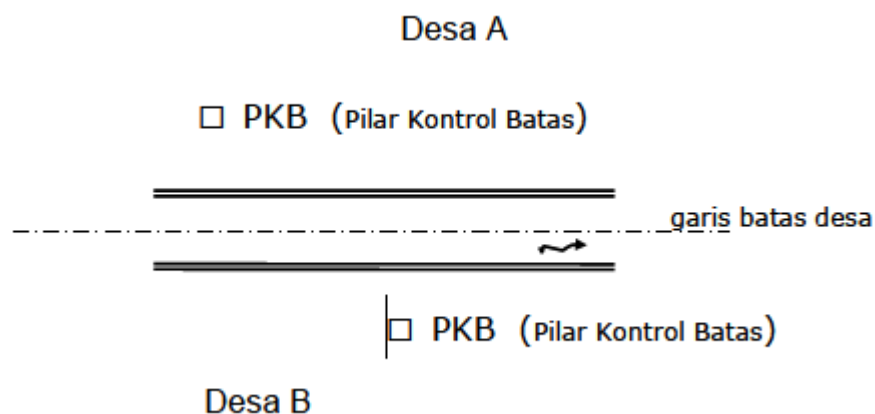 Desa A
□ PKB (Pilar Kontrol Batas)
garis batas desa
□ PKB (Pilar Kontrol Batas)
Desa B